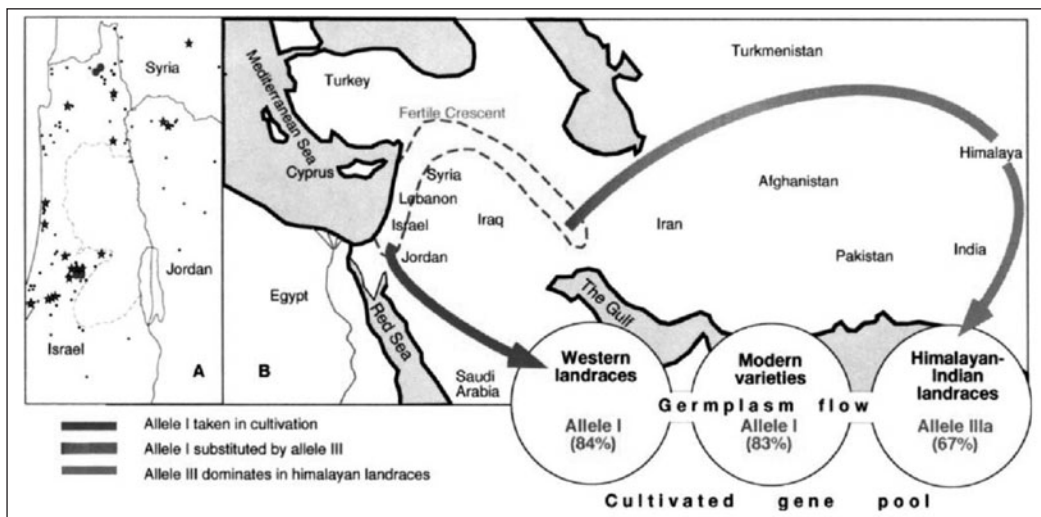 Syria
Jordan
Israel
A
B
Mediterranean Sea
Turkey
Cyprus
Fertile Crescent
Syria
Lebanon
Israel
Jordan
Iraq
Egypt
Red Sea
Saudi
Arabia
The Gulf
Iran
Turkmenistan
Afghanistan
Pakistan
Himalaya
India
Western
landraces
Allele I
(84%)
Modern
varieties
Allele I
(83%)
Himalayan-
Indian
landraces
Allele IIIa
(67%)
Germplasm flow
Cultivated gene pool
Allele I taken in cultivation
Allele I substituted by allele III
Allele III dominates in himalayan landraces